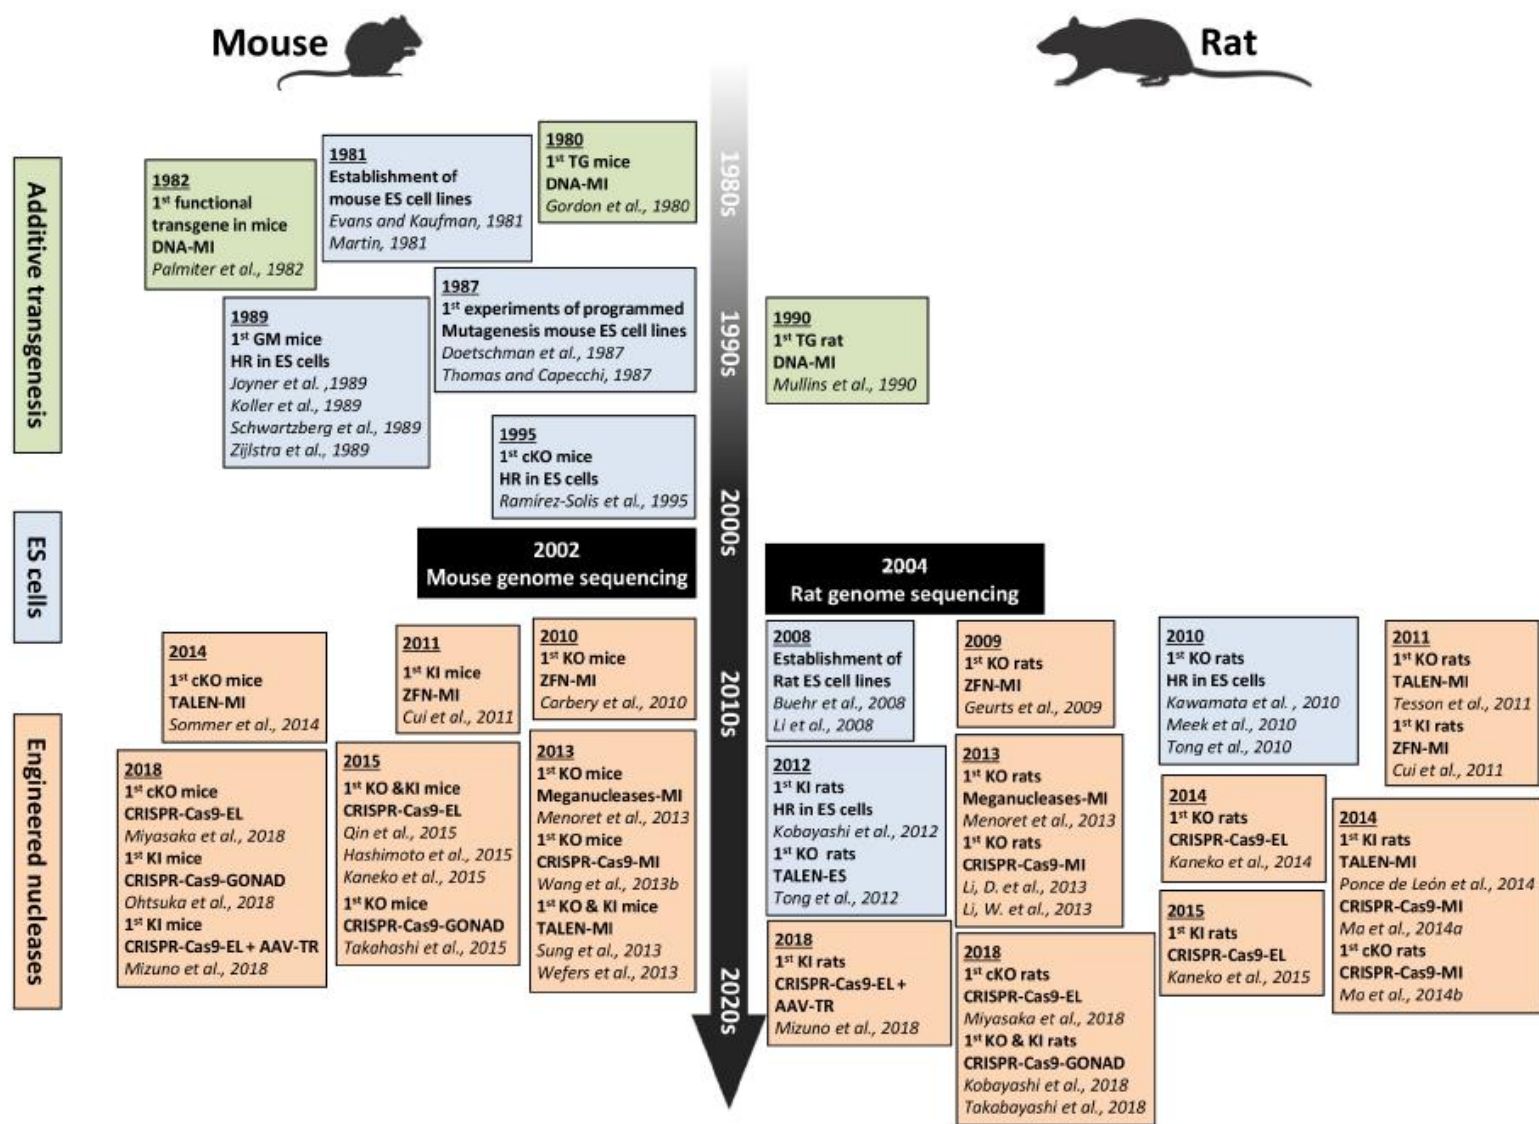 Mouse
Rat
Additive transgenesis
ES cells
Engineered nucleases
1980s
1990s
2000s
2010s
2020s
1982
1st functional
transgene in mice
DNA-MI
Palmiter et al., 1982
1981
Establishment of
mouse ES cell lines
Evans and Kaufman, 1981
Martin, 1981
1980
1st TG mice
DNA-MI
Gordon et al., 1980
1989
1st GM mice
HR in ES cells
Joyner et al. ,1989
Koller et al., 1989
Schwartzberg et al., 1989
Zijlstra et al., 1989
1987
1st experiments of programmed
Mutagenesis mouse ES cell lines
Doetschman et al., 1987
Thomas and Capecchi, 1987
1995
1st cKO mice
HR in ES cells
Ramírez-Solis et al., 1995
2002
Mouse genome sequencing
2014
1st cKO mice
TALEN-MI
Sommer et al., 2014
2011
1st KI mice
ZFN-MI
Cui et al., 2011
2010
1st KO mice
ZFN-MI
Carbery et al., 2010
2018
1st cKO mice
CRISPR-Cas9-EL
Miyasaka et al., 2018
1st KI mice
CRISPR-Cas9-GONAD
Ohtsuka et al., 2018
1st KI mice
CRISPR-Cas9-EL + AAV-TR
Mizuno et al., 2018
2015
1st KO &KI mice
CRISPR-Cas9-EL
Qin et al., 2015
Hashimoto et al., 2015
Kaneko et al., 2015
1st KO mice
CRISPR-Cas9-GONAD
Takahashi et al., 2015
2013
1st KO mice
Meganucleases-MI
Menoret et al., 2013
1st KO mice
CRISPR-Cas9-MI
Wang et al., 2013b
1st KO & KI mice
TALEN-MI
Sung et al., 2013
Wefers et al., 2013
1990
1st TG rat
DNA-MI
Mullins et al., 1990
2004
Rat genome sequencing
2008
Establishment of
Rat ES cell lines
Buehr et al., 2008
Li et al., 2008
2009
1st KO rats
ZFN-MI
Geurts et al., 2009
2010
1st KO rats
HR in ES cells
Kawamata et al. , 2010
Meek et al., 2010
Tong et al., 2010
2011
1st KO rats
TALEN-MI
Tesson et al., 2011
1st KI rats
ZFN-MI
Cui et al., 2011
2012
1st KI rats
HR in ES cells
Kobayashi et al., 2012
1st KO rats
TALEN-ES
Tong et al., 2012
2013
1st KO rats
Meganucleases-MI
Menoret et al., 2013
1st KO rats
CRISPR-Cas9-MI
Li, D. et al., 2013
Li, W. et al., 2013
2014
1st KO rats
CRISPR-Cas9-EL
Kaneko et al., 2014
2014
1st KI rats
TALEN-MI
Ponce de León et al., 2014
CRISPR-Cas9-MI
Ma et al., 2014a
1st cKO rats
CRISPR-Cas9-MI
Ma et al., 2014b
2015
1st KI rats
CRISPR-Cas9-EL
Kaneko et al., 2015
2018
1st KI rats
CRISPR-Cas9-EL +
AAV-TR
Mizuno et al., 2018
2018
1st cKO rats
CRISPR-Cas9-EL
Miyasaka et al., 2018
1st KO & KI rats
CRISPR-Cas9-GONAD
Kobayashi et al., 2018
Takabayashi et al., 2018